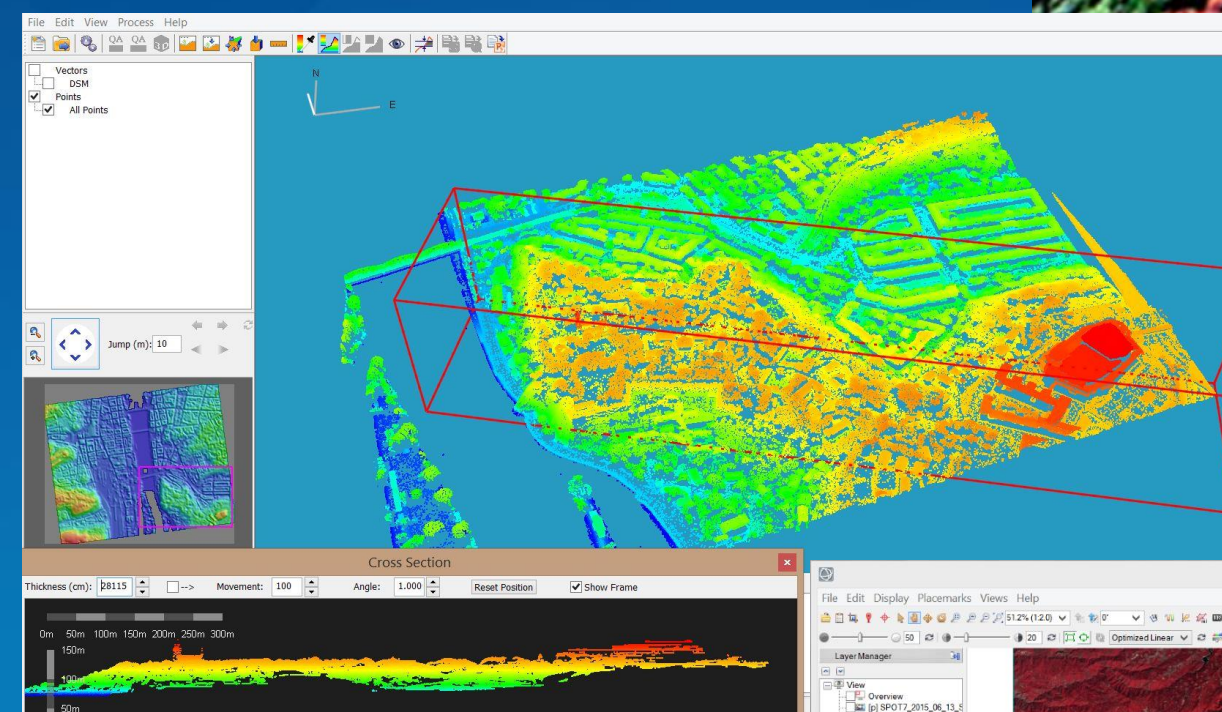 File Edit View Process Help
QA QA 3D
Vectors
DSM
Points
All Points
N
E
Jump (m): 10
Cross Section
Thickness (cm): 28115 --> Movement: 100 Angle: 1.000 Reset Position Show Frame
0m 50m 100m 150m 200m 250m 300m
150m
100m
50m
File Edit Display Placemarks Views Help
51.2% (1:2.0) 0°
50 20 Optimized Linear
Layer Manager
View
Overview
[p] SPOT7_2015_06_13_S